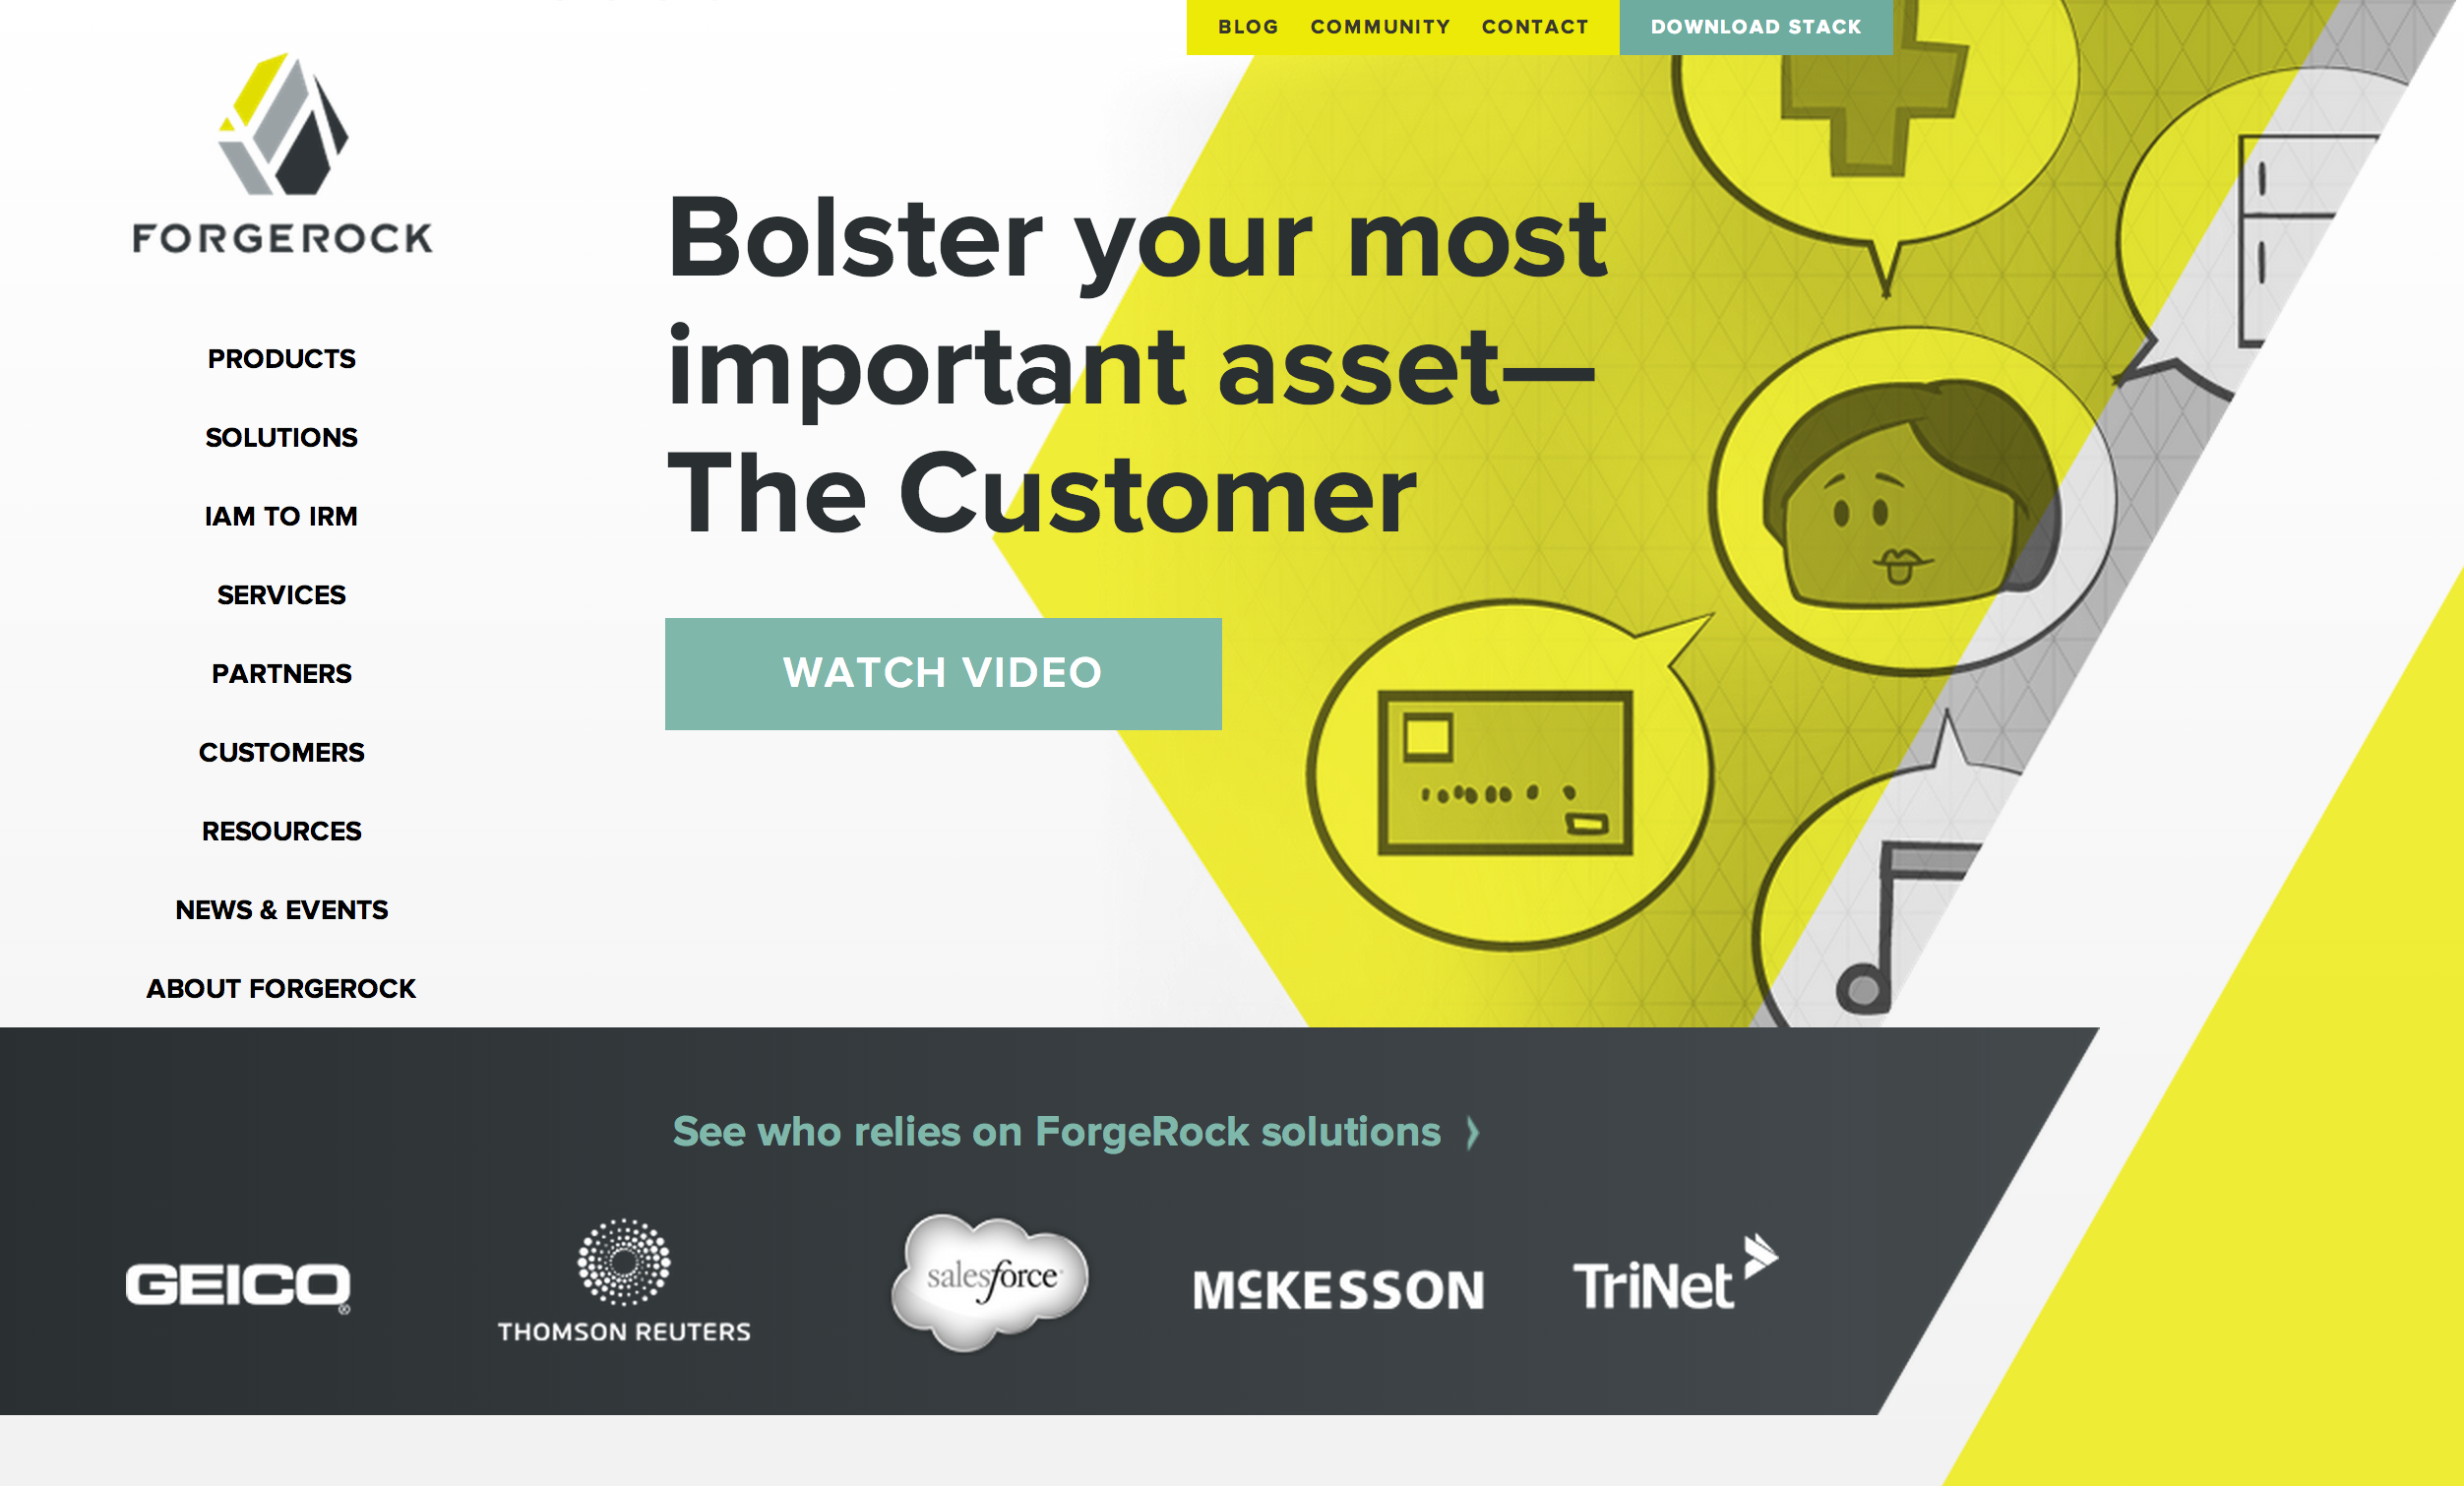 BLOG COMMUNITY CONTACT DOWNLOAD STACK
FORGEROCK
PRODUCTS
SOLUTIONS
IAM TO IRM
SERVICES
PARTNERS
CUSTOMERS
RESOURCES
NEWS & EVENTS
ABOUT FORGEROCK
Bolster your most
important asset—
The Customer
WATCH VIDEO
See who relies on ForgeRock solutions
GEICO®
THOMSON REUTERS
salesforce
MCKESSON
TriNet